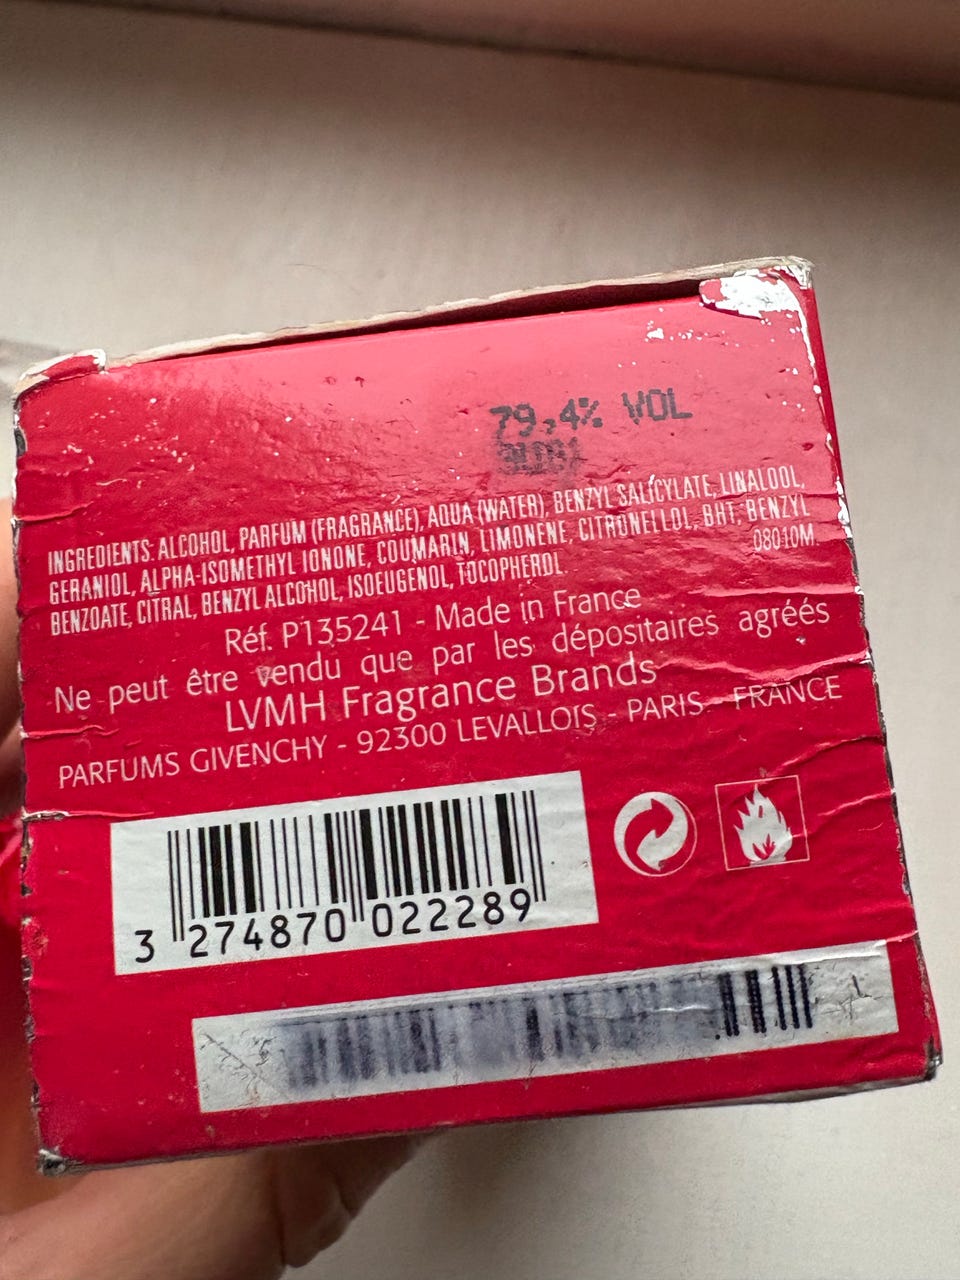 79,4% VOL
INGREDIENTS: ALCOHOL, PARFUM (FRAGRANCE), AQUA (WATER), BENZYL SALICYLATE, LINALOOL,
GERANIOL, ALPHA-ISOMETHYL IONONE, COUMARIN, LIMONENE, CITRONELLOL, BHT, BENZYL
BENZOATE, CITRAL, BENZYL ALCOHOL, ISOEUGENOL, TOCOPHEROL
08010M
Réf. P135241 - Made in France
Ne peut être vendu que par les dépositaires agréés
LVMH Fragrance Brands
PARFUMS GIVENCHY - 92300 LEVALLOIS - PARIS - FRANCE
3 274870 022289